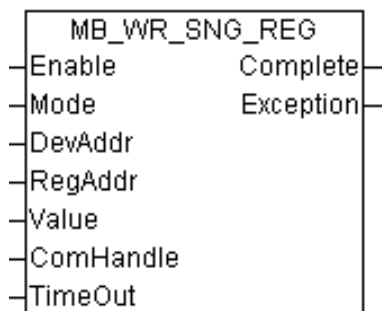 MB_WR_SNG_REG
Enable Complete
Mode Exception
DevAddr
RegAddr
Value
ComHandle
TimeOut